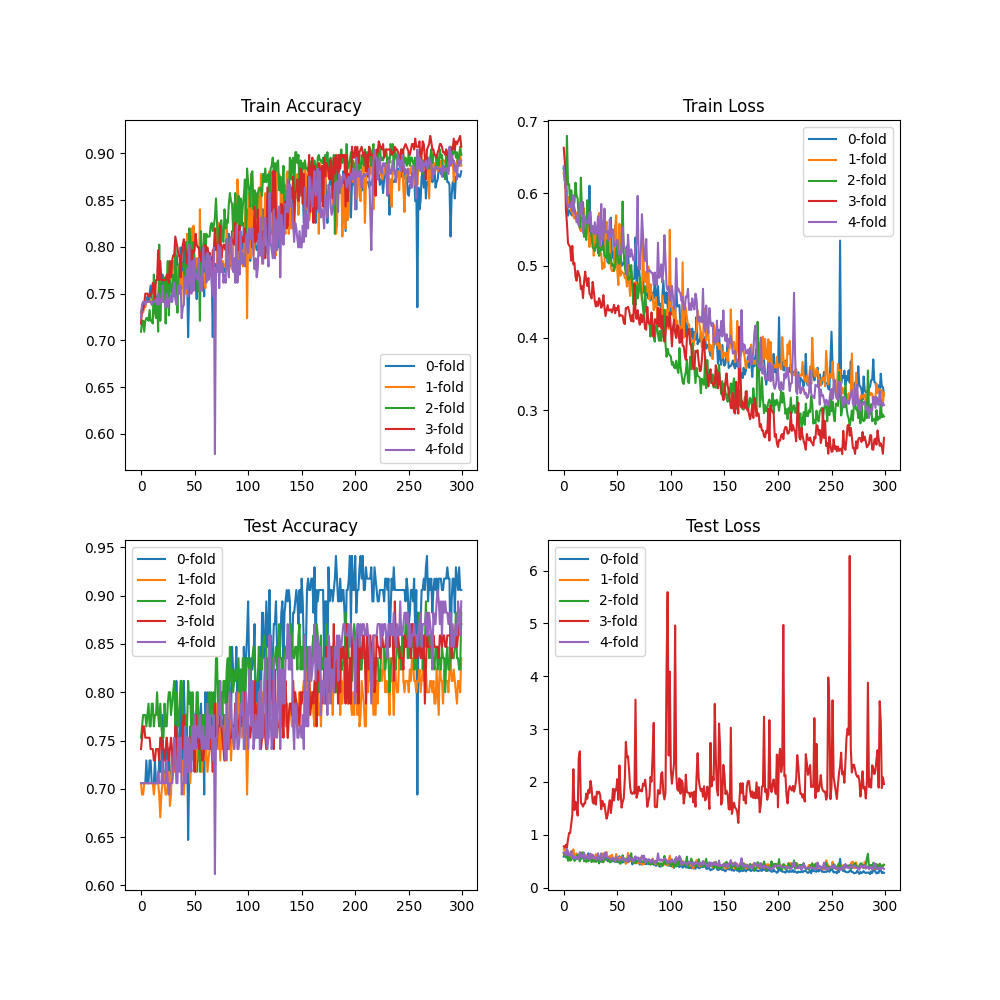 Train Accuracy
0.90
0.85
0.80
0.75
0.70
0.65
0.60
0 50 100 150 200 250 300
0-fold
1-fold
2-fold
3-fold
4-fold
Train Loss
0.7
0.6
0.5
0.4
0.3
0 50 100 150 200 250 300
0-fold
1-fold
2-fold
3-fold
4-fold
Test Accuracy
0.95
0.90
0.85
0.80
0.75
0.70
0.65
0.60
0 50 100 150 200 250 300
0-fold
1-fold
2-fold
3-fold
4-fold
Test Loss
6
5
4
3
2
1
0
0 50 100 150 200 250 300
0-fold
1-fold
2-fold
3-fold
4-fold